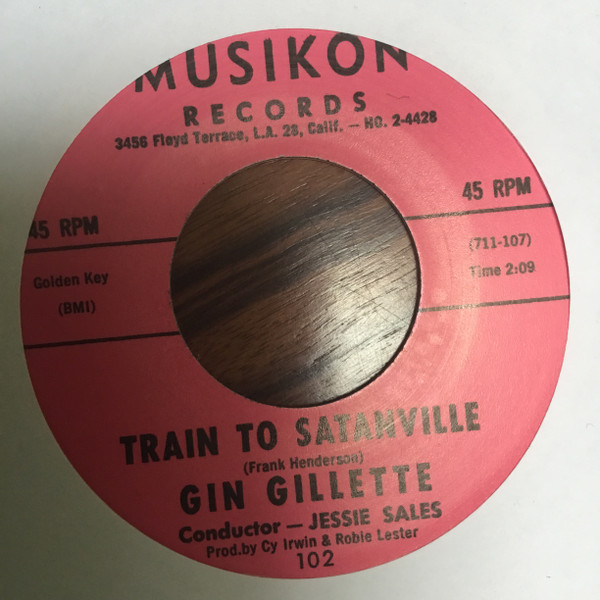 MUSIKON
RECORDS
3456 Floyd Terrace, L.A. 28, Calif. — HO. 2-4428
45 RPM
45 RPM
Golden Key
(BMI)
(711-107)
Time 2:09
TRAIN TO SATANVILLE
(Frank Henderson)
GIN GILLETTE
Conductor — JESSIE SALES
Prod.by Cy Irwin & Robie Lester
102